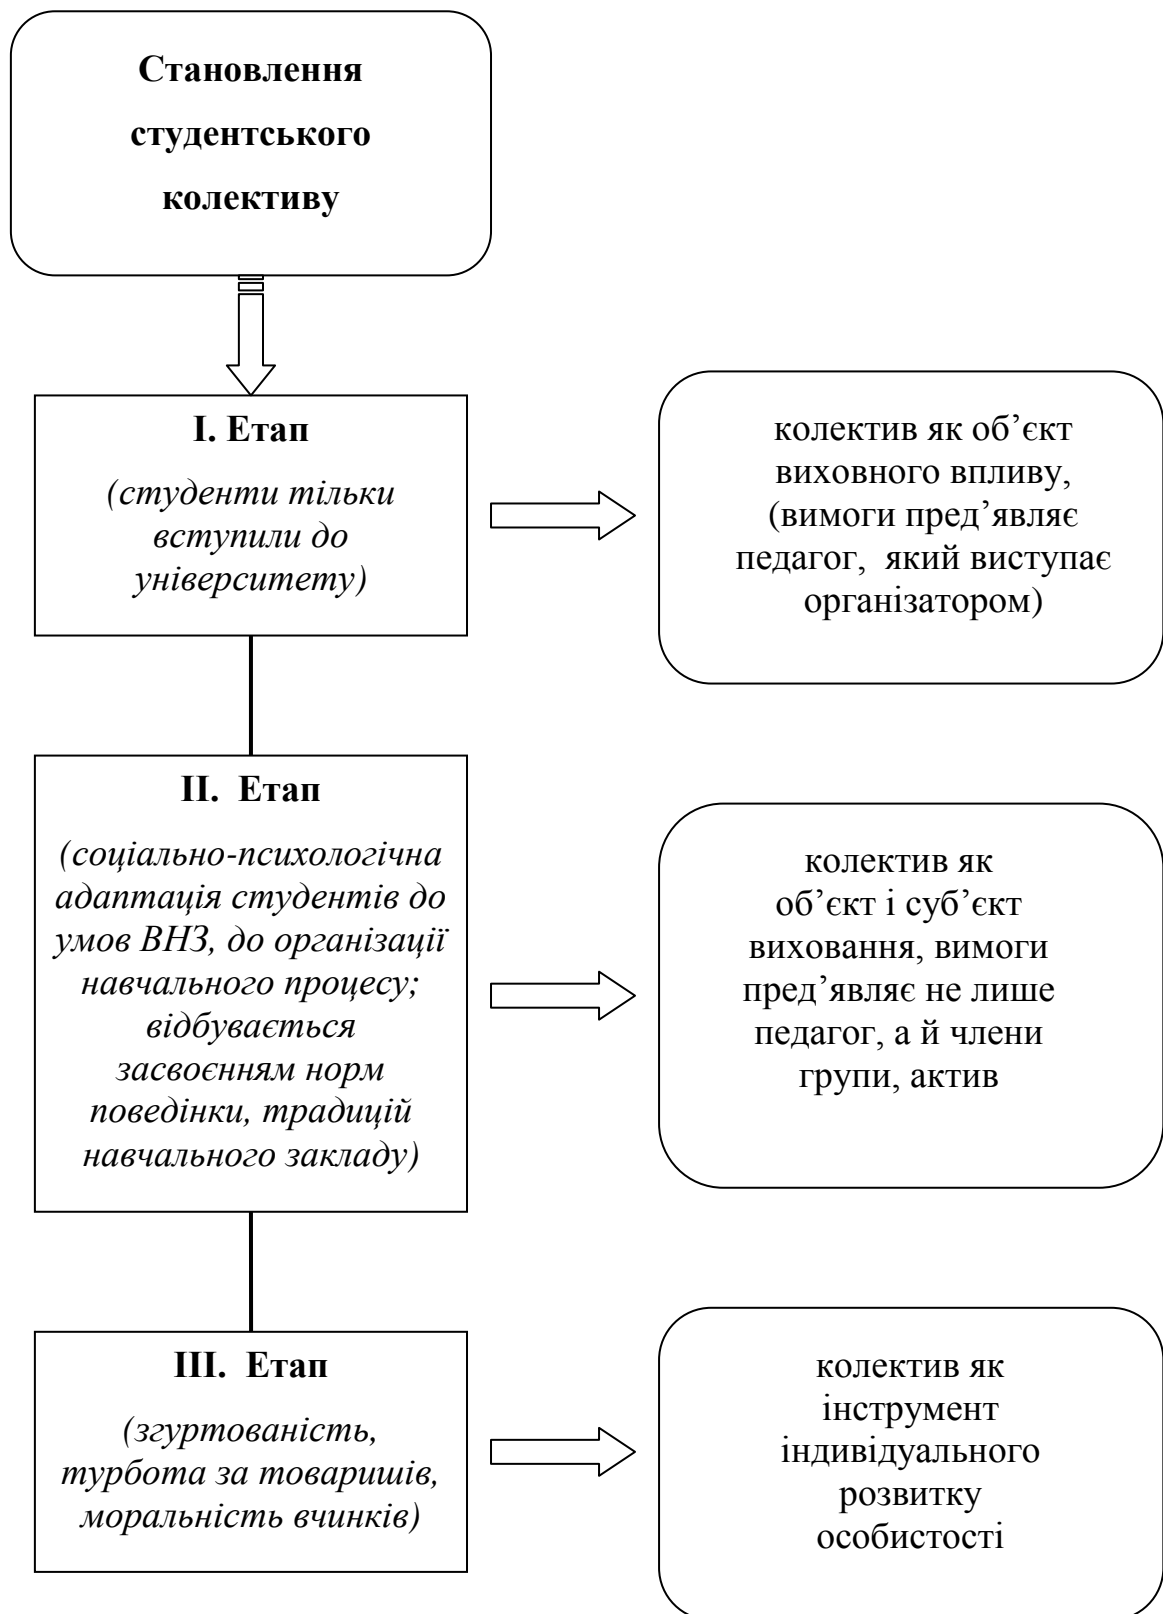 Становлення
студентського
колективу
I. Етап
(студенти тільки
вступили до
університету)
колектив як об’єкт
виховного впливу,
(вимоги пред’являє
педагог, який виступає
організатором)
II. Етап
(соціально-психологічна
адаптація студентів до
умов ВНЗ, до організації
навчального процесу;
відбувається
засвоєнням норм
поведінки, традицій
навчального закладу)
колектив як
об’єкт і суб’єкт
виховання, вимоги
пред’являє не лише
педагог, а й члени
групи, актив
III. Етап
(згуртованість,
турбота за товаришів,
моральність вчинків)
колектив як
інструмент
індивідуального
розвитку
особистості